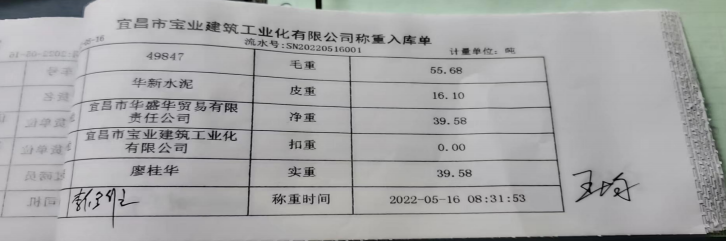 宜昌市宝业建筑工业化有限公司称重入库单
-05-16 流水号:SN20220516001 计量单位: 吨
49847 毛重 55.68
华新水泥 皮重 16.10
宜昌市华盛华贸易有限
责任公司 净重 39.58
宜昌市宝业建筑工业化
有限公司 扣重 0.00
廖桂华 实重 39.58
称重时间 2022-05-16 08:31:53